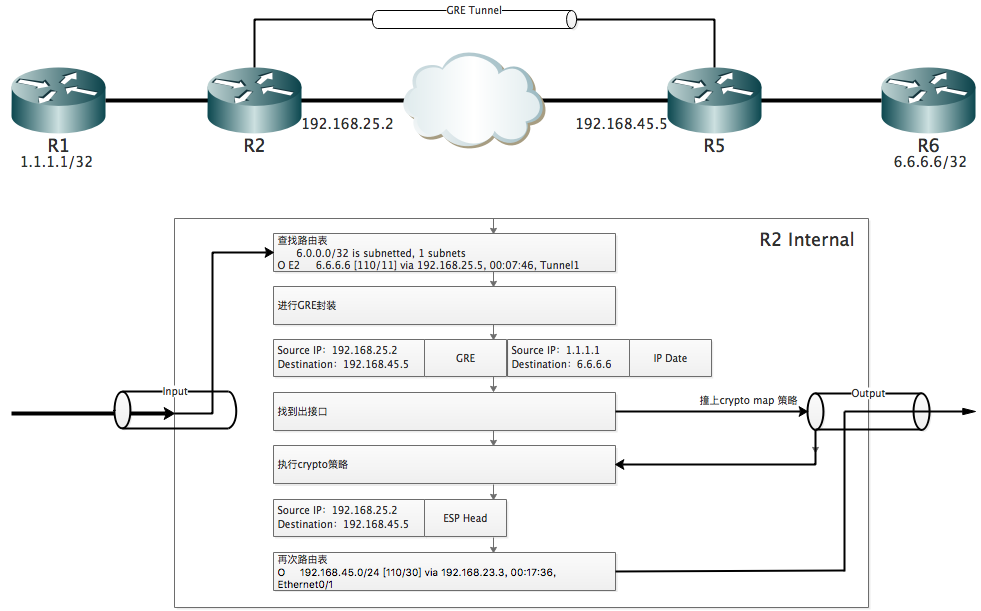 GRE Tunnel
192.168.25.2
192.168.45.5
R1
1.1.1.1/32
R2
R5
R6
6.6.6.6/32
R2 Internal
查找路由表
6.0.0.0/32 is subnetted, 1 subnets
O E2 6.6.6.6 [110/11] via 192.168.25.5, 00:07:46, Tunnel1
进行GRE封装
Source IP: 192.168.25.2
Destination: 192.168.45.5
GRE
Source IP: 1.1.1.1
Destination: 6.6.6.6
IP Date
Input
找到出接口
撞上crypto map 策略
Output
执行crypto策略
Source IP: 192.168.25.2
Destination: 192.168.45.5
ESP Head
再次路由表
O 192.168.45.0/24 [110/30] via 192.168.23.3, 00:17:36,
Ethernet0/1